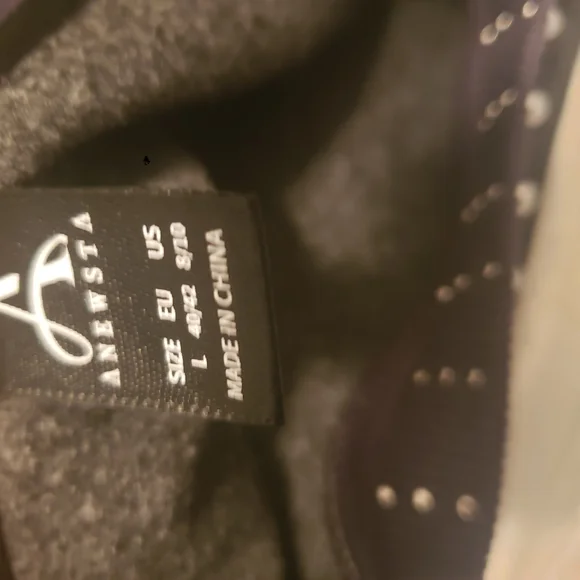 A
ANEWSTA
SIZE EU US
L 40/42 8/10
MADE IN CHINA